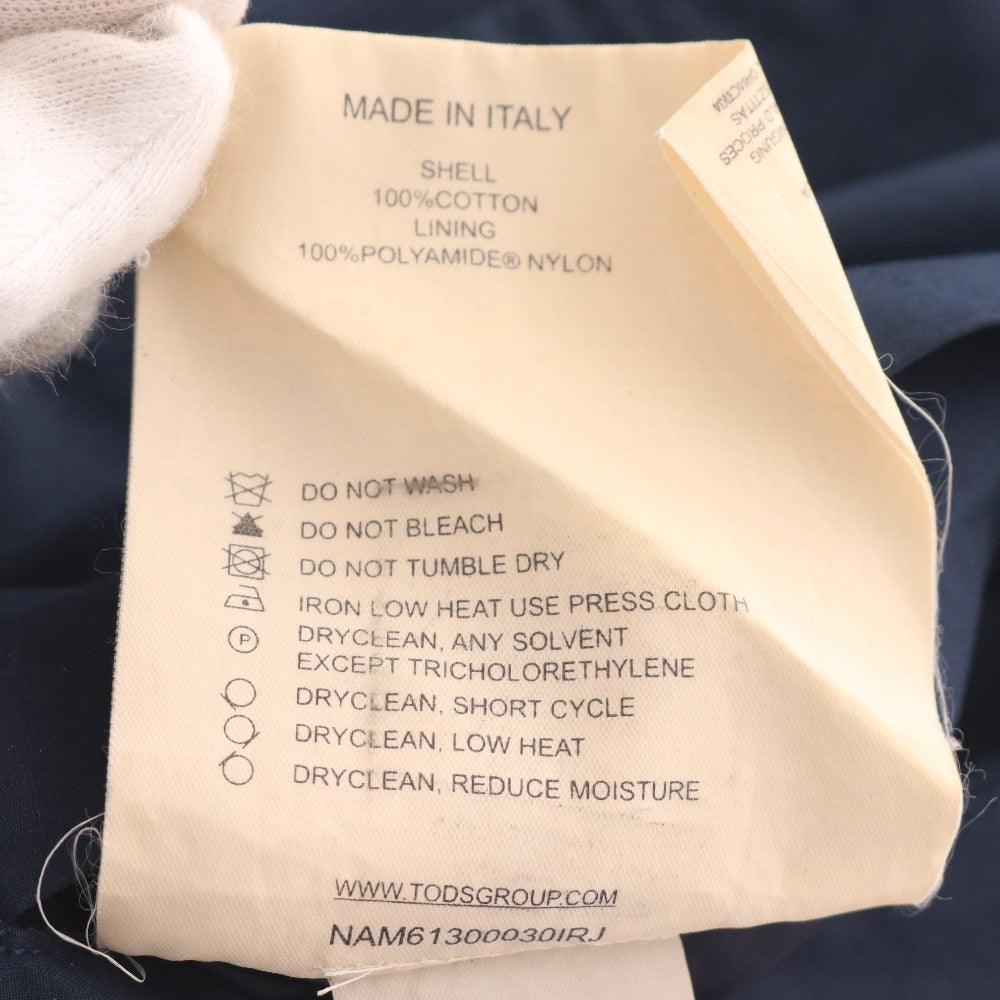 MADE IN ITALY
SHELL
100%COTTON
LINING
100%POLYAMIDE® NYLON
DO NOT WASH
DO NOT BLEACH
DO NOT TUMBLE DRY
IRON LOW HEAT USE PRESS CLOTH
P
DRYCLEAN, ANY SOLVENT
EXCEPT TRICHOLORETHYLENE
DRYCLEAN, SHORT CYCLE
DRYCLEAN, LOW HEAT
DRYCLEAN, REDUCE MOISTURE
WWW.TODSGROUP.COM
NAM61300030IRJ